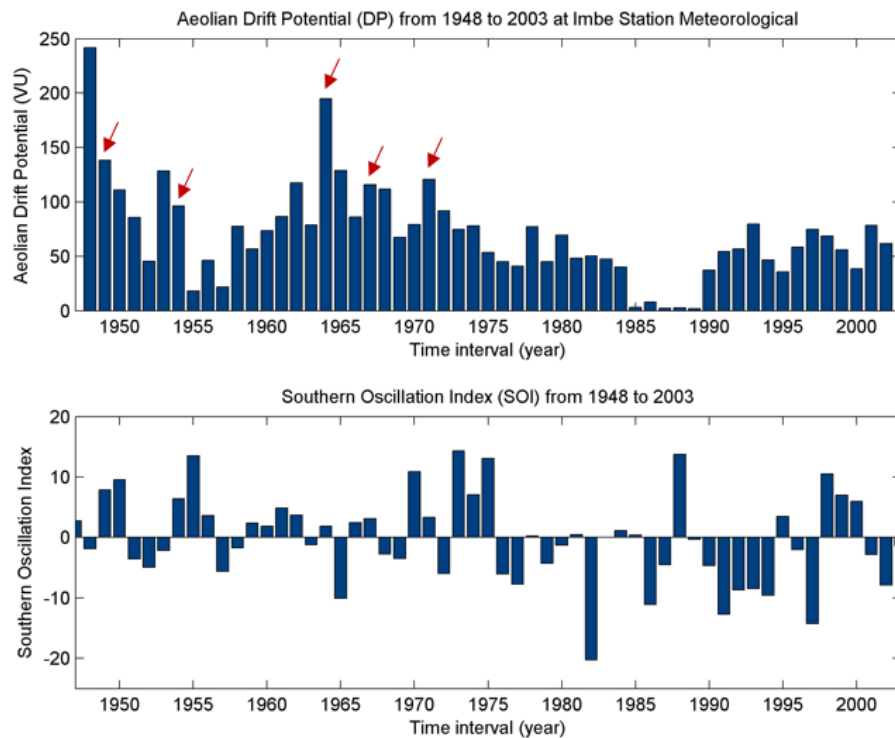 Aeolian Drift Potential (DP) from 1948 to 2003 at Imbe Station Meteorological
250
200
150
100
50
0
Aeolian Drift Potential (VU)
1950 1955 1960 1965 1970 1975 1980 1985 1990 1995 2000
Time interval (year)
Southern Oscillation Index (SOI) from 1948 to 2003
20
10
0
-10
-20
Southern Oscillation Index
1950 1955 1960 1965 1970 1975 1980 1985 1990 1995 2000
Time interval (year)